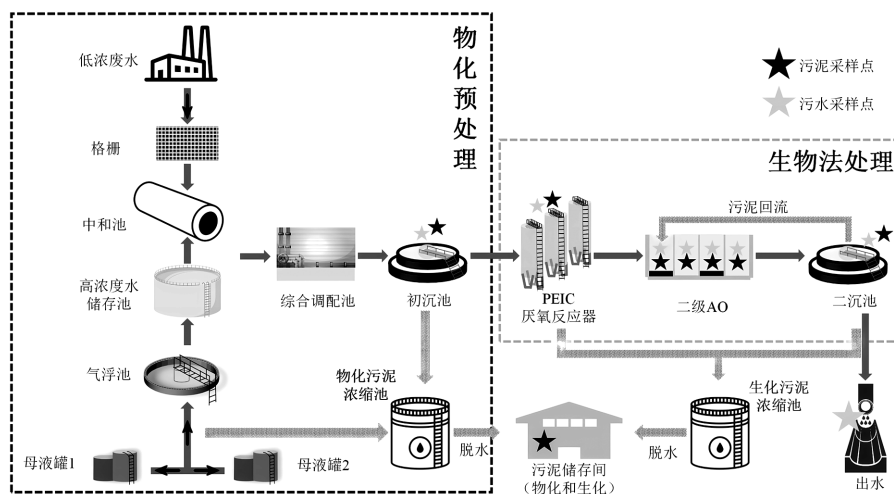 低浓废水
格栅
中和池
高浓度水
储存池
气浮池
母液罐1
母液罐2
物化预处理
综合调配池
初沉池
物化污泥
浓缩池
脱水
污泥储存间
(物化和生化)
污泥采样点
污水采样点
生物法处理
污泥回流
PEIC
厌氧反应器
二级AO
二沉池
生化污泥
浓缩池
脱水
出水